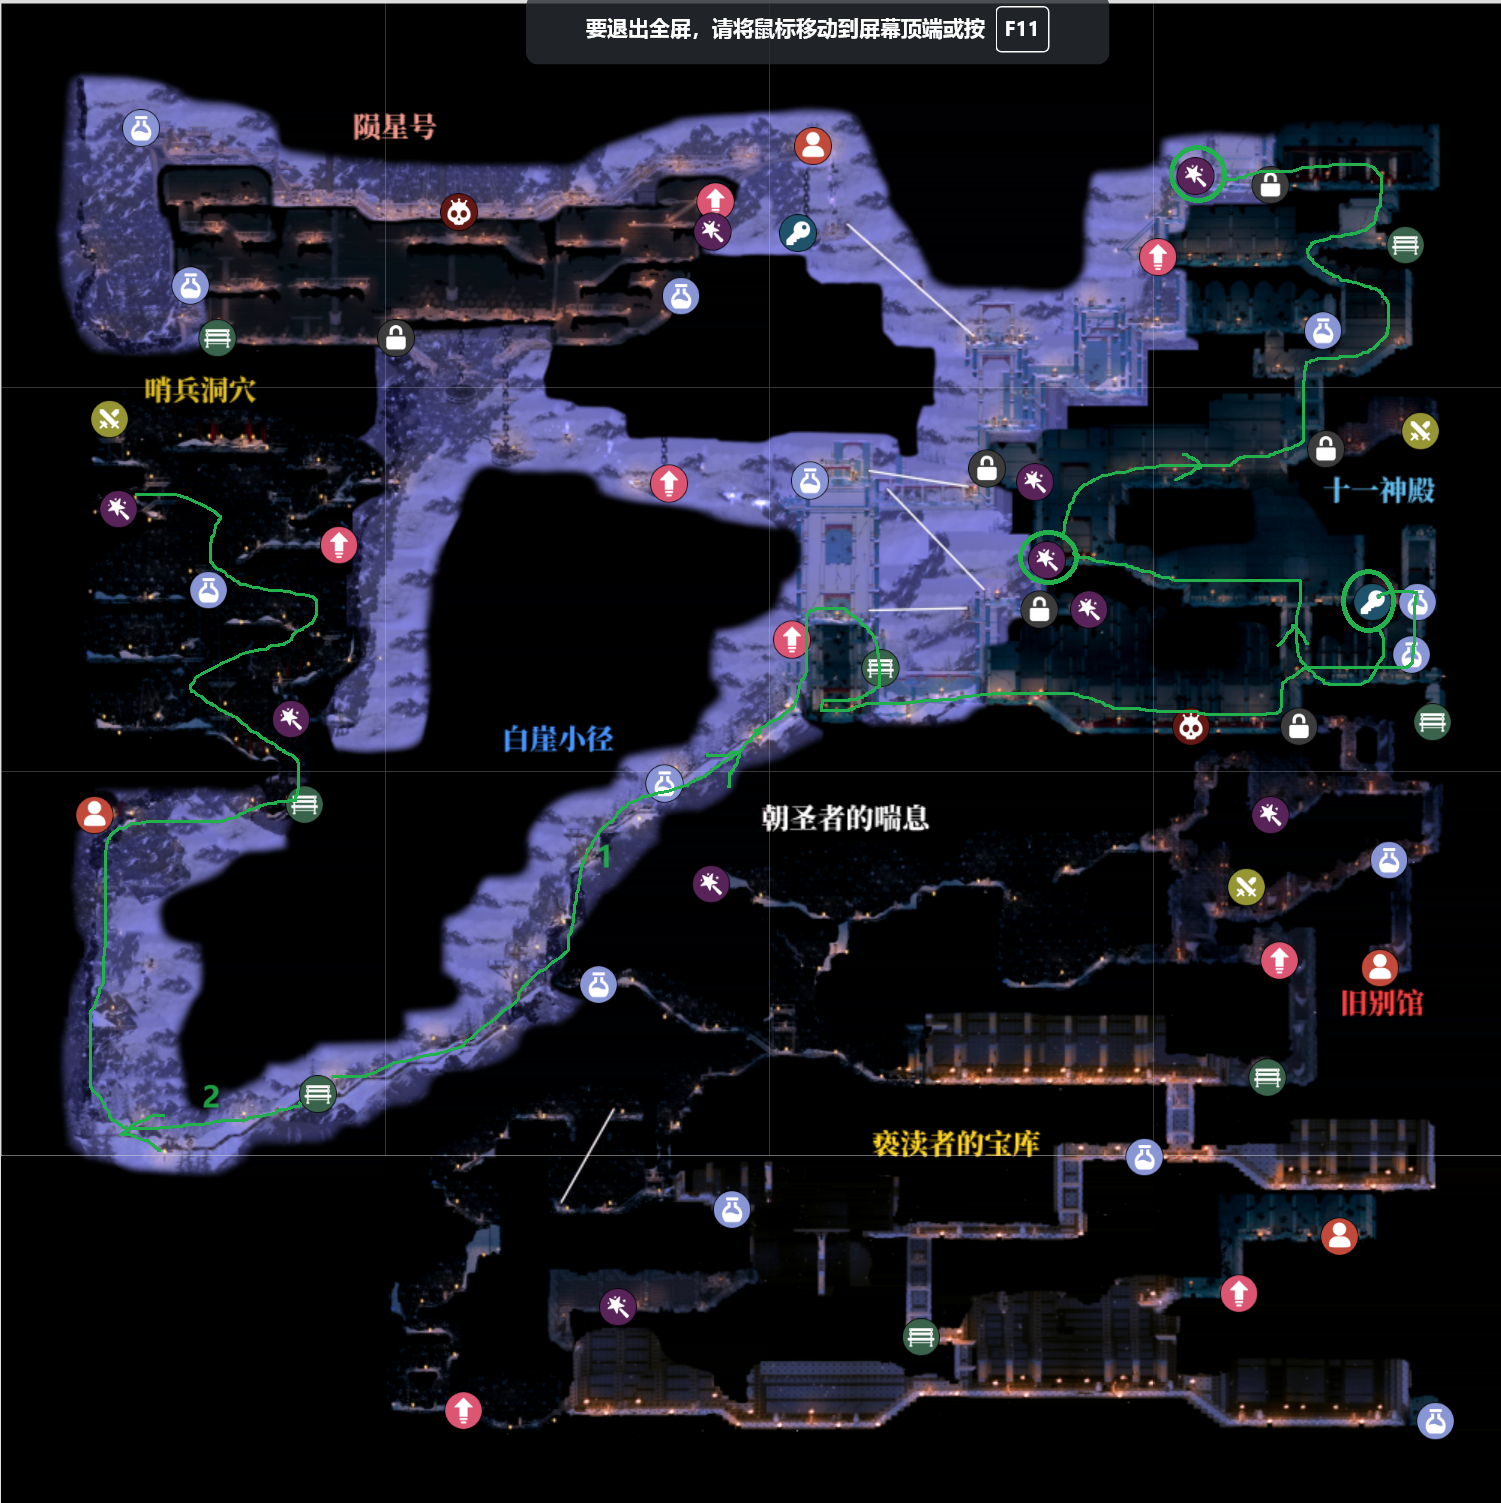 要退出全屏，请将鼠标移动到屏幕顶端或按 F11
陨星号
哨兵洞穴
十一神殿
白崖小径
朝圣者的喘息
1
旧别馆
2
亵渎者的宝库